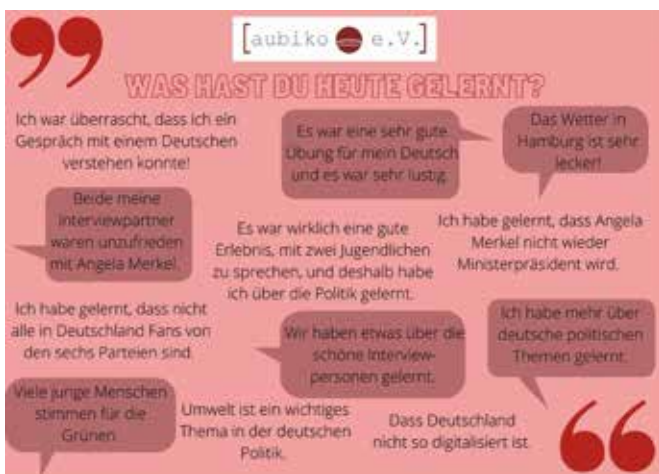 [aubiko e.V.]
WAS HAST DU HEUTE GELERNT?
Ich war überrascht, dass ich ein
Gespräch mit einem Deutschen
verstehen konnte!
Es war eine sehr gute
Übung für mein Deutsch
und es war sehr lustig.
Das Wetter in
Hamburg ist sehr
lecker!
Beide meine
Interviewpartner
waren unzufrieden
mit Angela Merkel.
Es war wirklich eine gute
Erlebnis, mit zwei Jugendlichen
zu sprechen, und deshalb habe
ich über die Politik gelernt.
Ich habe gelernt, dass Angela
Merkel nicht wieder
Ministerpräsident wird.
Ich habe gelernt, dass nicht
alle in Deutschland Fans von
den sechs Parteien sind.
Wir haben etwas über die
schöne Interview-
personen gelernt.
Ich habe mehr über
deutsche politischen
Themen gelernt.
Viele junge Menschen
stimmen für die
Grünen.
Umwelt ist ein wichtiges
Thema in der deutschen
Politik.
Dass Deutschland
nicht so digitalisiert ist.